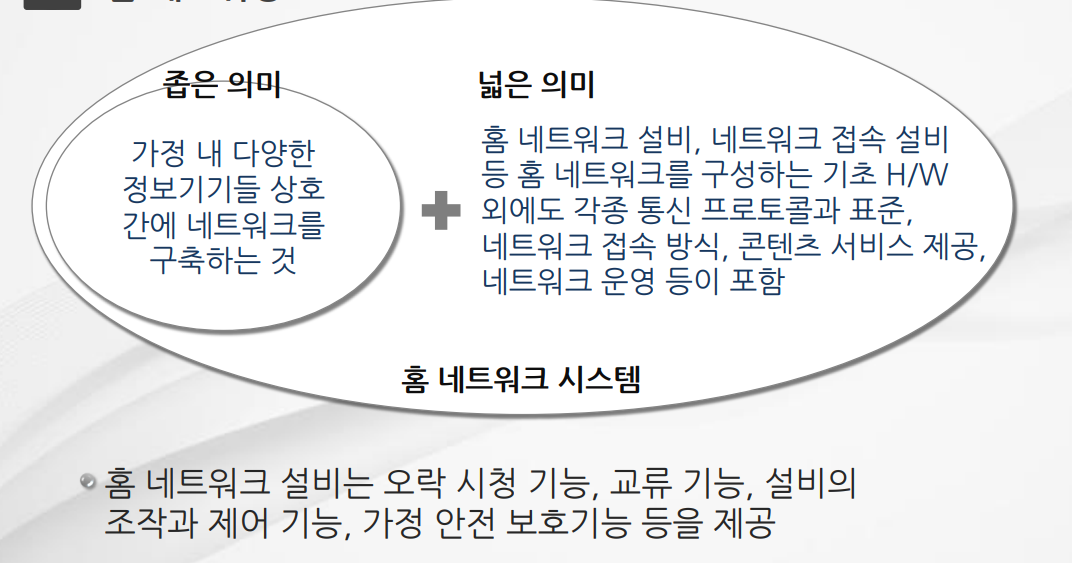 좁은 의미
가정 내 다양한
정보기기들 상호
간에 네트워크를
구축하는 것
넓은 의미
홈 네트워크 설비, 네트워크 접속 설비
등 홈 네트워크를 구성하는 기초 H/W
외에도 각종 통신 프로토콜과 표준,
네트워크 접속 방식, 콘텐츠 서비스 제공,
네트워크 운영 등이 포함
홈 네트워크 시스템
홈 네트워크 설비는 오락 시청 기능, 교류 기능, 설비의
조작과 제어 기능, 가정 안전 보호기능 등을 제공